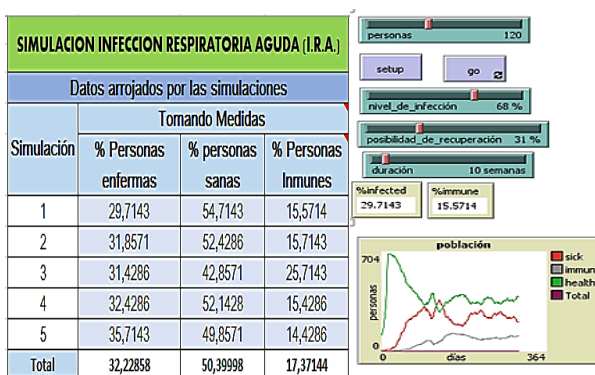 SIMULACION INFECCION RESPIRATORIA AGUDA (I.R.A.)
Datos arrojados por las simulaciones
Simulación
Tomando Medidas
% Personas enfermas
% personas sanas
% Personas Inmunes
1 29,7143 54,7143 15,5714
2 31,8571 52,4286 15,7143
3 31,4286 42,8571 25,7143
4 32,4286 52,1428 15,4286
5 35,7143 49,8571 14,4286
Total 32,22858 50,39998 17,37144
personas 120
setup
go
nivel_de_infección 68 %
posibilidad_de_recuperación 31 %
duración 10 semanas
%infected
29.7143
%immune
15.5714
población
704
personas
0
0
días
364
sick
immun
health
Total